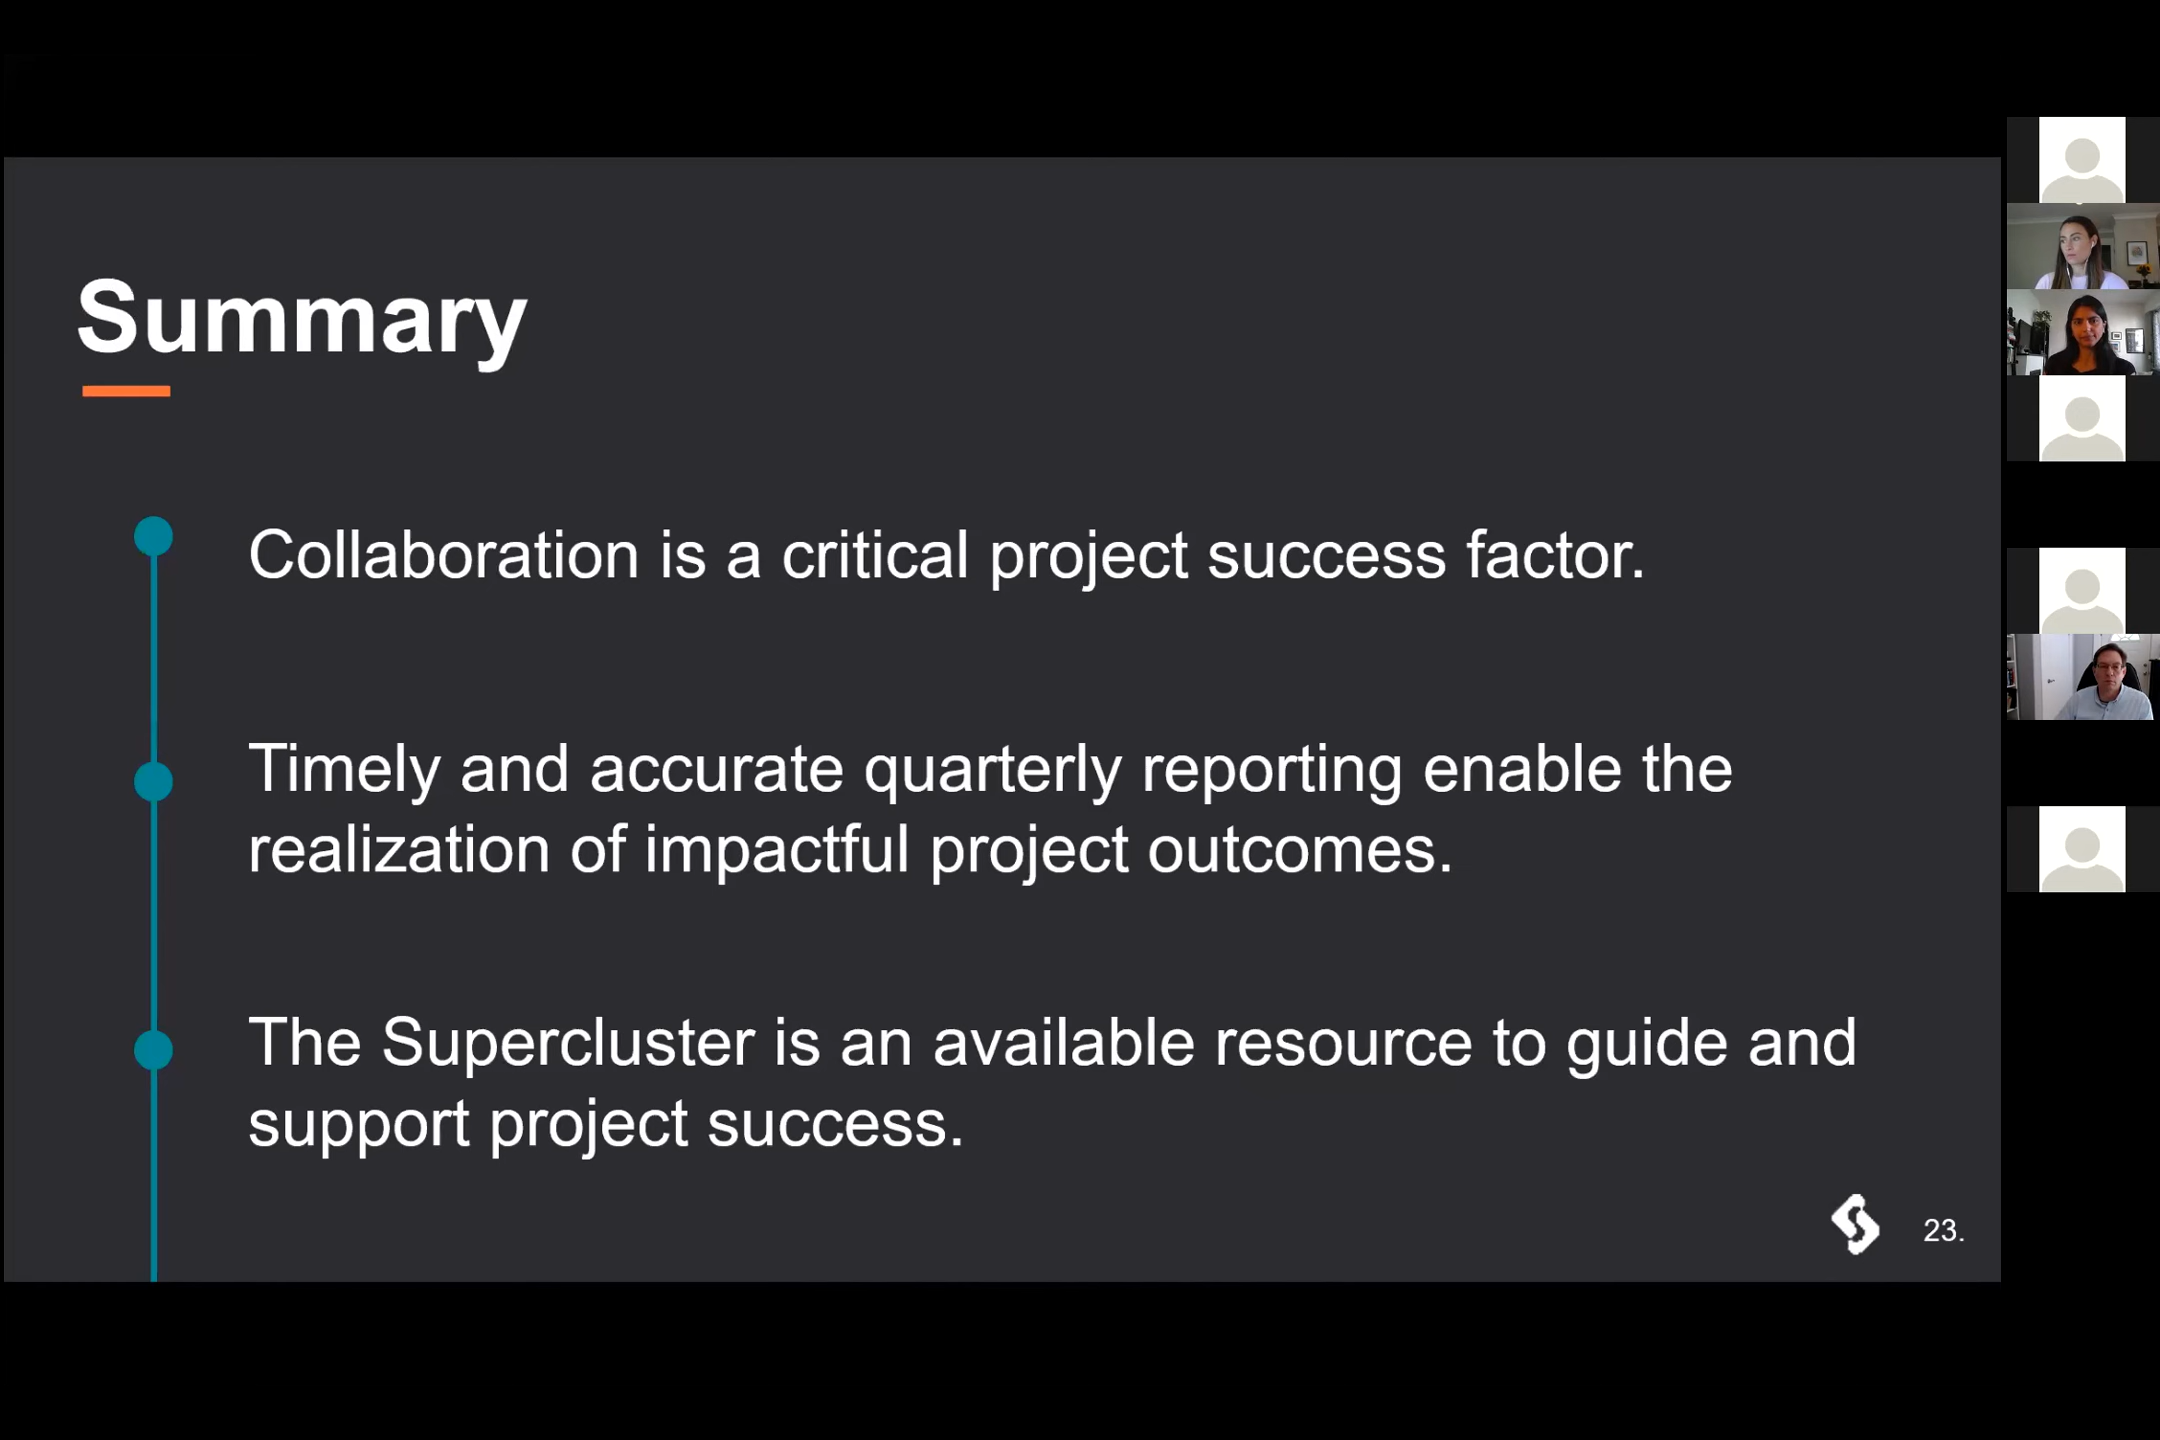 Summary
Collaboration is a critical project success factor.
Timely and accurate quarterly reporting enable the
realization of impactful project outcomes.
The Supercluster is an available resource to guide and
support project success.
23.